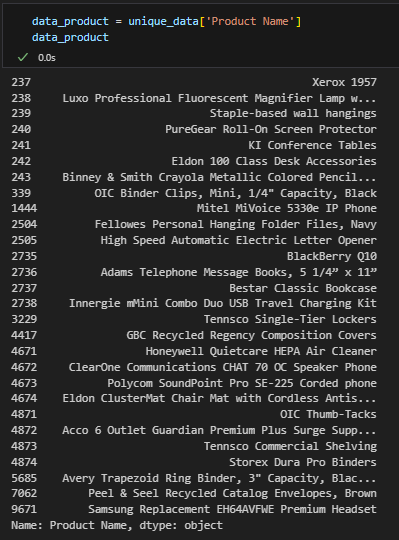 data_product = unique_data['Product Name']
data_product
0.0s
237 Xerox 1957
238 Luxo Professional Fluorescent Magnifier Lamp w...
239 Staple-based wall hangings
240 PureGear Roll-On Screen Protector
241 KI Conference Tables
242 Eldon 100 Class Desk Accessories
243 Binney & Smith Crayola Metallic Colored Pencil...
339 OIC Binder Clips, Mini, 1/4" Capacity, Black
1444 Mitel MiVoice 5330e IP Phone
2504 Fellowes Personal Hanging Folder Files, Navy
2505 High Speed Automatic Electric Letter Opener
2735 BlackBerry Q10
2736 Adams Telephone Message Books, 5 1/4” x 11”
2737 Bestar Classic Bookcase
2738 Innergie mMini Combo Duo USB Travel Charging Kit
3229 Tennsco Single-Tier Lockers
4417 GBC Recycled Regency Composition Covers
4671 Honeywell Quietcare HEPA Air Cleaner
4672 ClearOne Communications CHAT 70 OC Speaker Phone
4673 Polycom SoundPoint Pro SE-225 Corded phone
4674 Eldon ClusterMat Chair Mat with Cordless Antis...
4871 OIC Thumb-Tacks
4872 Acco 6 Outlet Guardian Premium Plus Surge Supp...
4873 Tennsco Commercial Shelving
4874 Storex Dura Pro Binders
5685 Avery Trapezoid Ring Binder, 3" Capacity, Blac...
7062 Peel & Seel Recycled Catalog Envelopes, Brown
9671 Samsung Replacement EH64AVFWE Premium Headset
Name: Product Name, dtype: object